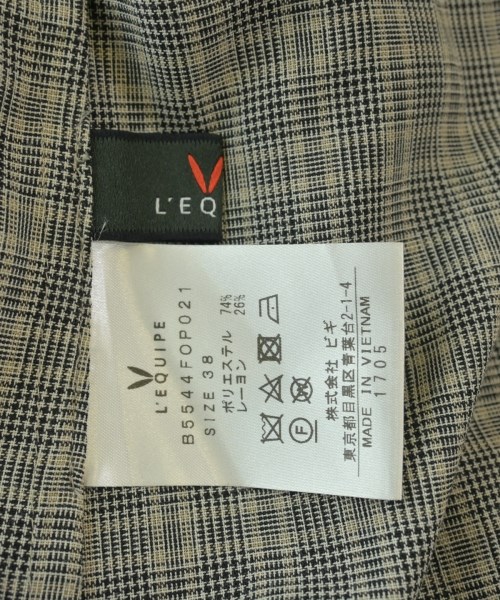 L'EQ
L'EQUIPE
B5544FOP021
SIZE 38
ポリエステル 74%
レーヨン 26%
F
株式会社 ビギ
東京都目黒区青葉台2-1-4
MADE IN VIETNAM
1705